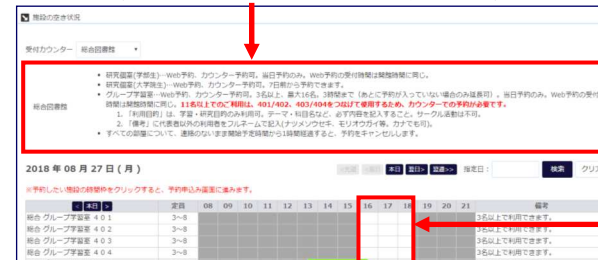 施設の空き状況
受付カウンター 総合図書館
総合図書館
研究個室(学部生)…Web予約、カウンター予約可。当日予約のみ。Web予約の受付時間は開館時間に同じ。
研究個室(大学院生)…Web予約、カウンター予約可。7日前から予約できます。
グループ学習室…Web予約、カウンター予約可。3名以上、最大16名。3時間まで(あとに予約が入っていない場合のみ延長可)。当日予約のみ。Web予約の受付
時間は開館時間に同じ。11名以上でのご利用は、401/402、403/404をつなげて使用するため、カウンターでの予約が必要です。
1. 「利用目的」は、学習・研究目的のみ利用可。テーマ・科目名など、必ず内容を記入すること。サークル活動は不可。
2. 「備考」に代表者以外の利用者をフルネームで記入(ナツメソウセキ、モリオウガイ等。カナでも可)。
すべての部屋について、連絡のないまま開始予定時間から1時間経過すると、予約をキャンセルします。
2018 年 08 月 27 日 ( 月 ) 本日 翌日> 翌週>> 指定日: 検索 クリア
※予約したい施設の時間枠をクリックすると、予約申込み画面に進みます。
< 本日 > 定員 08 09 10 11 12 13 14 15 16 17 18 19 20 21 備考
総合 グループ学習室 401 3～8 3名以上で利用できます。
総合 グループ学習室 402 3～8 3名以上で利用できます。
総合 グループ学習室 403 3～8 3名以上で利用できます。
総合 グループ学習室 404 3～8 3名以上で利用できます。